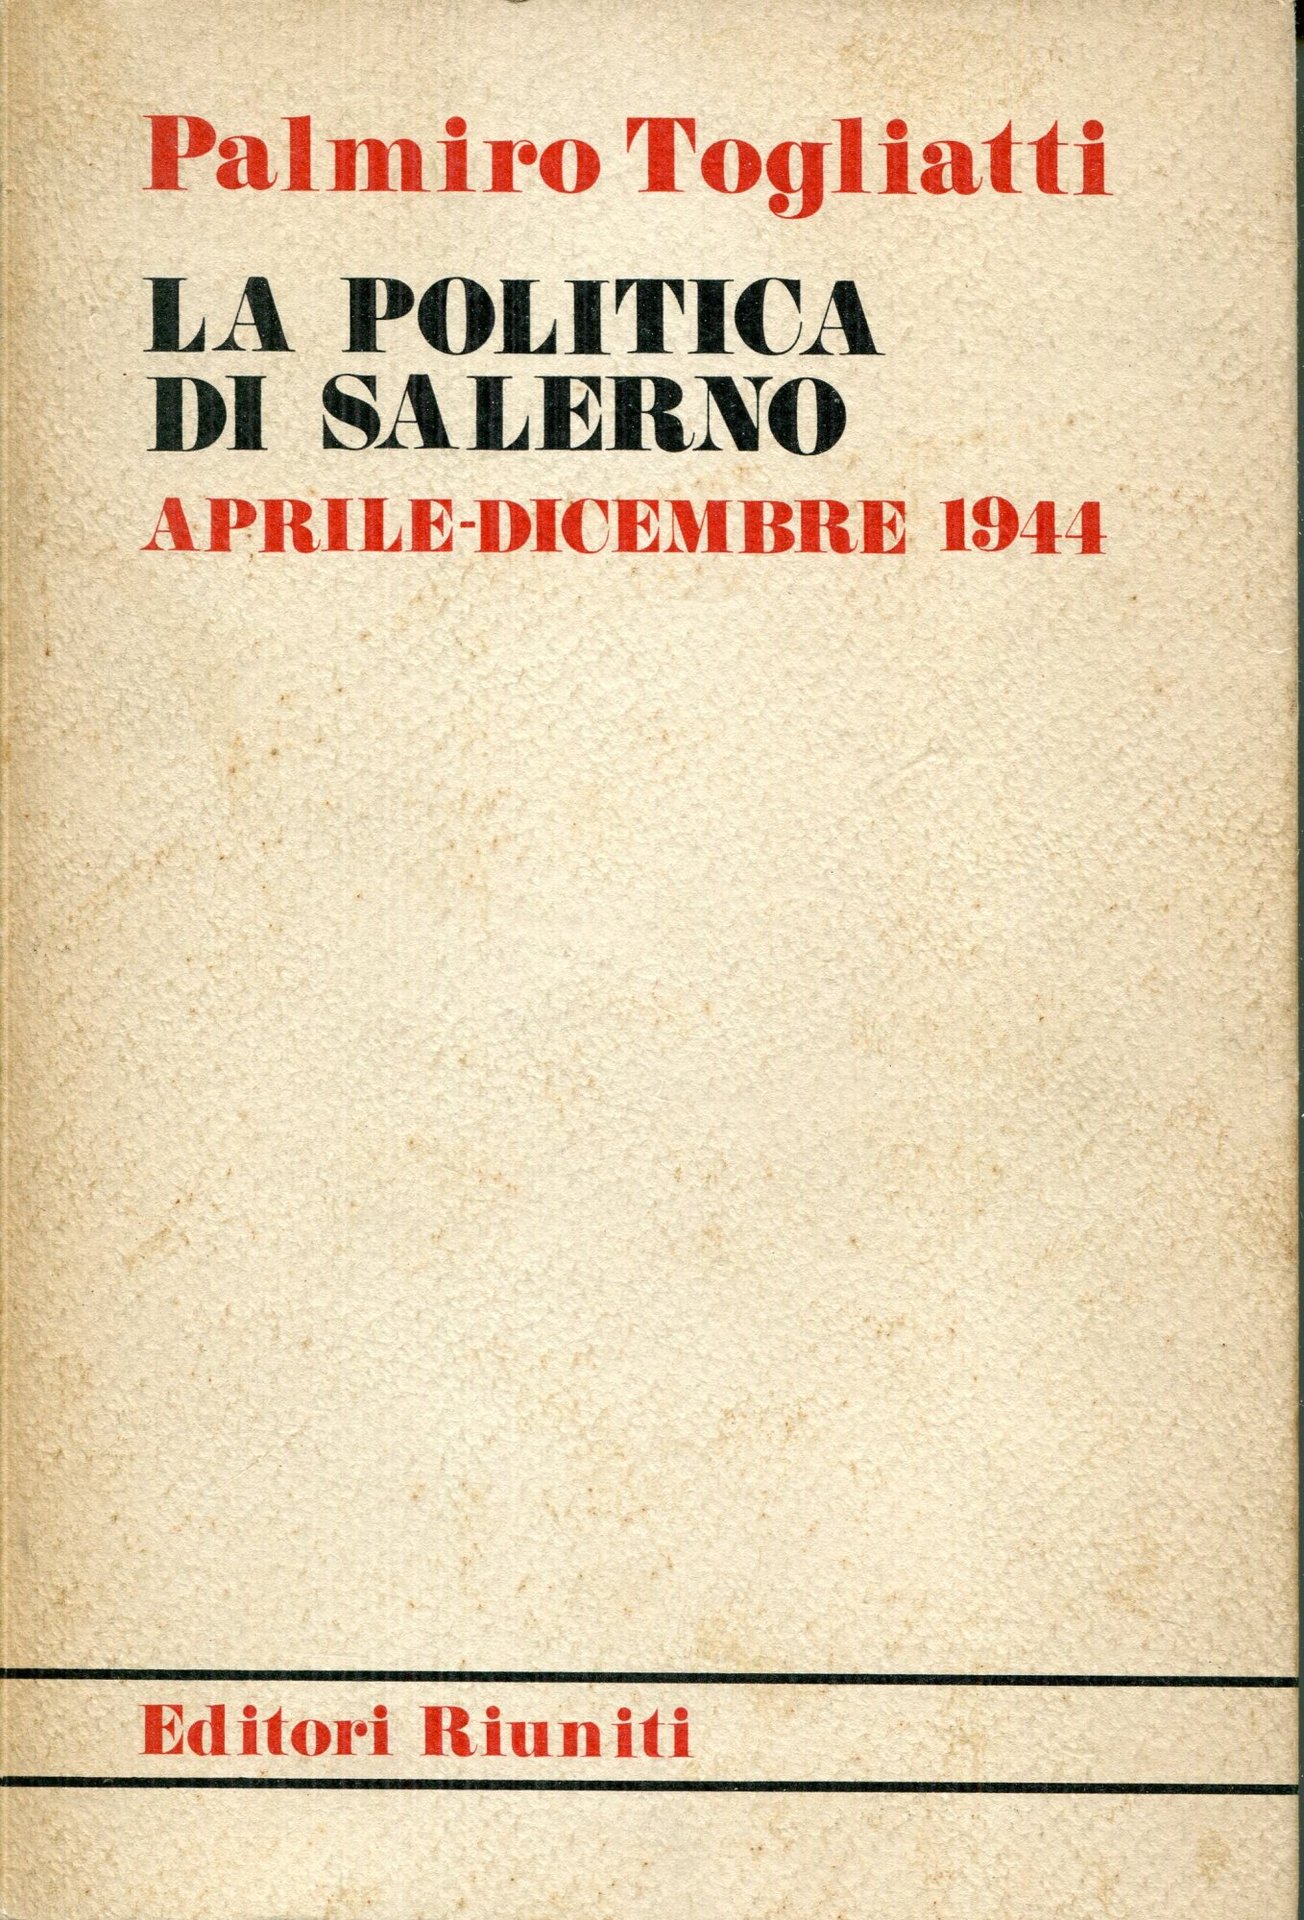 Palmiro Togliatti
LA POLITICA
DI SALERNO
APRILE-DICEMBRE 1944
Editori Riuniti